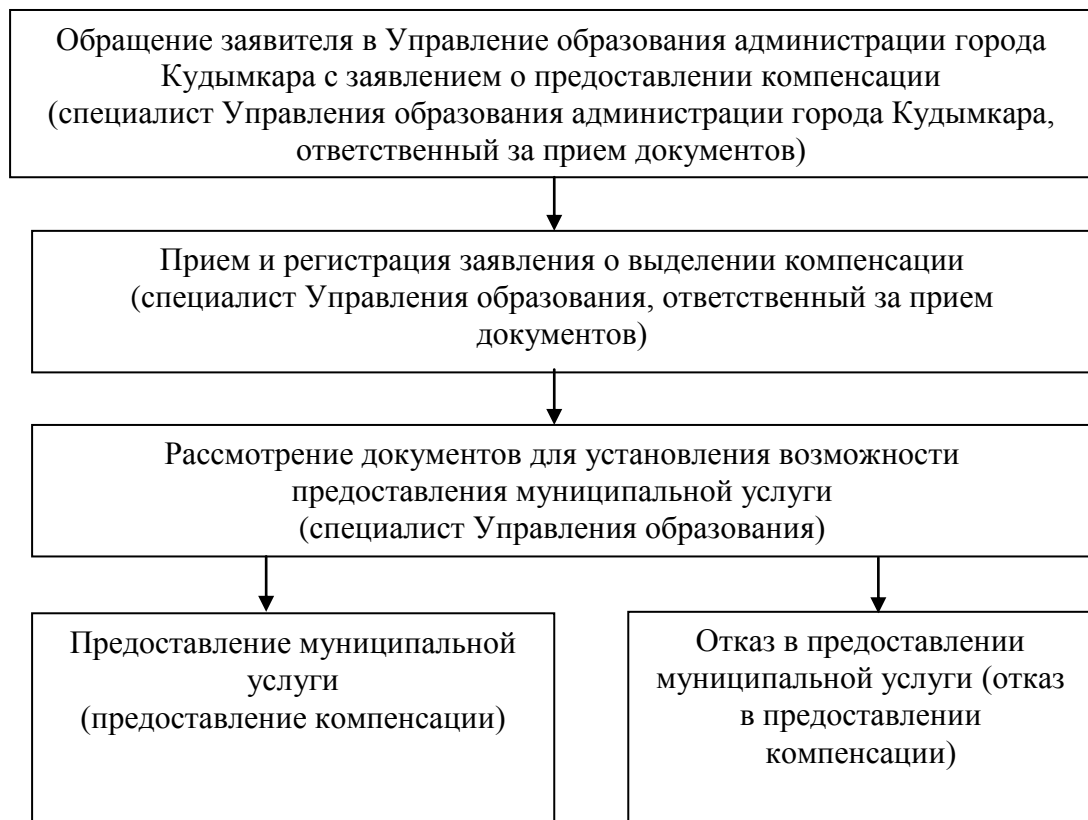 Обращение заявителя в Управление образования администрации города
Кудымкара с заявлением о предоставлении компенсации
(специалист Управления образования администрации города Кудымкара,
ответственный за прием документов)
Прием и регистрация заявления о выделении компенсации
(специалист Управления образования, ответственный за прием
документов)
Рассмотрение документов для установления возможности
предоставления муниципальной услуги
(специалист Управления образования)
Предоставление муниципальной
услуги
(предоставление компенсации)
Отказ в предоставлении
муниципальной услуги (отказ
в предоставлении
компенсации)